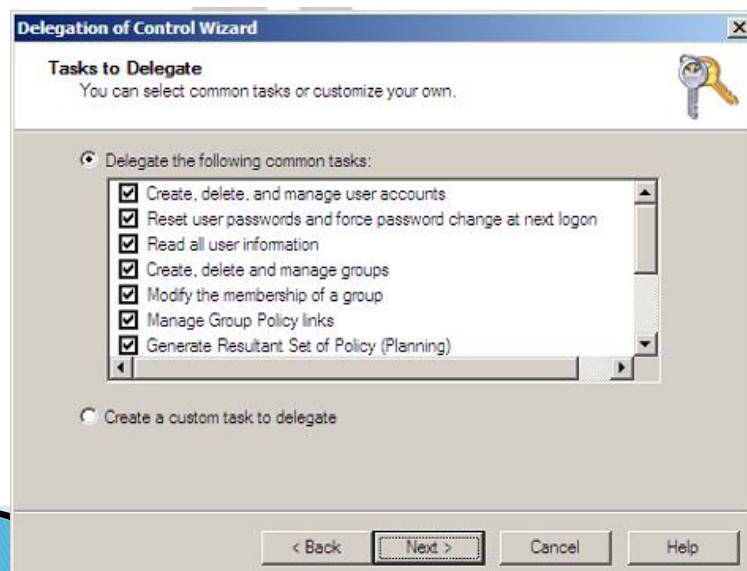 Delegation of Control Wizard
Tasks to Delegate
You can select common tasks or customize your own.
Delegate the following common tasks:
Create, delete, and manage user accounts
Reset user passwords and force password change at next logon
Read all user information
Create, delete and manage groups
Modify the membership of a group
Manage Group Policy links
Generate Resultant Set of Policy (Planning)
Create a custom task to delegate
< Back Next > Cancel Help